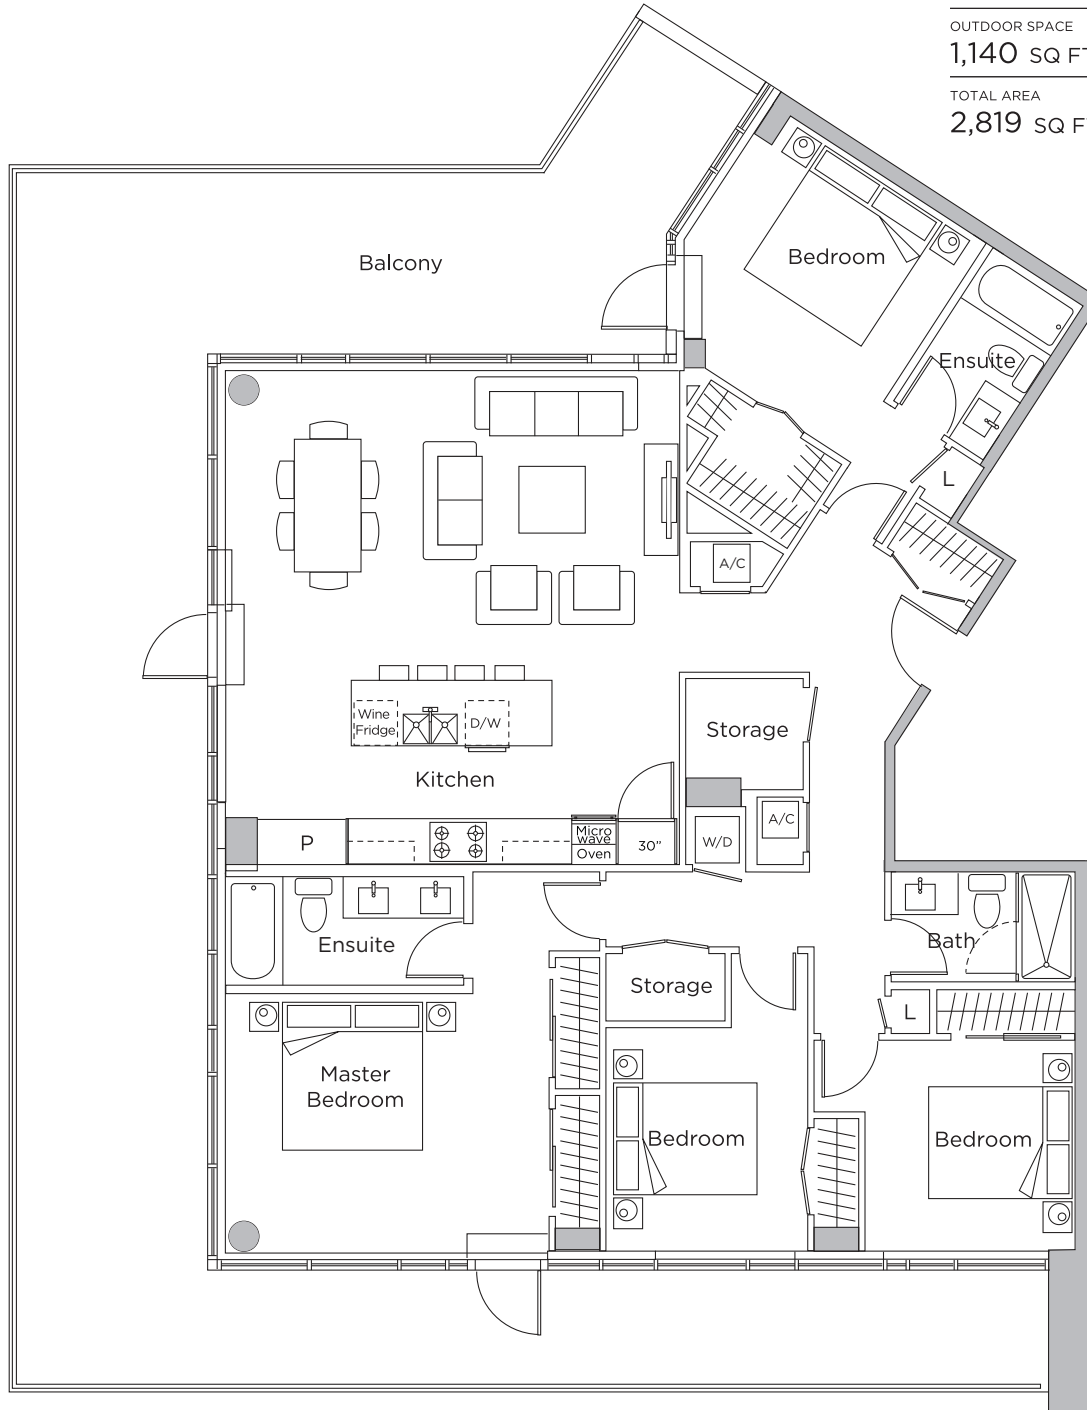 OUTDOOR SPACE
1,140 SQ FT
TOTAL AREA
2,819 SQ FT
Balcony
Bedroom
Ensuite
L
A/C
Wine
Fridge
D/W
Storage
Kitchen
P
Micro
wave
Oven
30"
W/D
A/C
Ensuite
Bath
Storage
L
Master
Bedroom
Bedroom
Bedroom